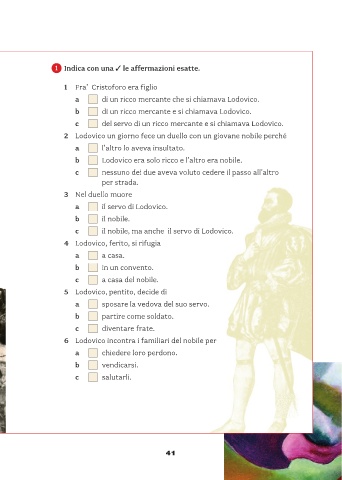 1 Indica con una ✓ le affermazioni esatte.
1 Fra' Cristoforo era figlio
a di un ricco mercante che si chiamava Lodovico.
b di un ricco mercante e si chiamava Lodovico.
c del servo di un ricco mercante e si chiamava Lodovico.
2 Lodovico un giorno fece un duello con un giovane nobile perché
a l'altro lo aveva insultato.
b Lodovico era solo ricco e l'altro era nobile.
c nessuno dei due aveva voluto cedere il passo all'altro
per strada.
3 Nel duello muore
a il servo di Lodovico.
b il nobile.
c il nobile, ma anche il servo di Lodovico.
4 Lodovico, ferito, si rifugia
a a casa.
b in un convento.
c a casa del nobile.
5 Lodovico, pentito, decide di
a sposare la vedova del suo servo.
b partire come soldato.
c diventare frate.
6 Lodovico incontra i familiari del nobile per
a chiedere loro perdono.
b vendicarsi.
c salutarli.
41